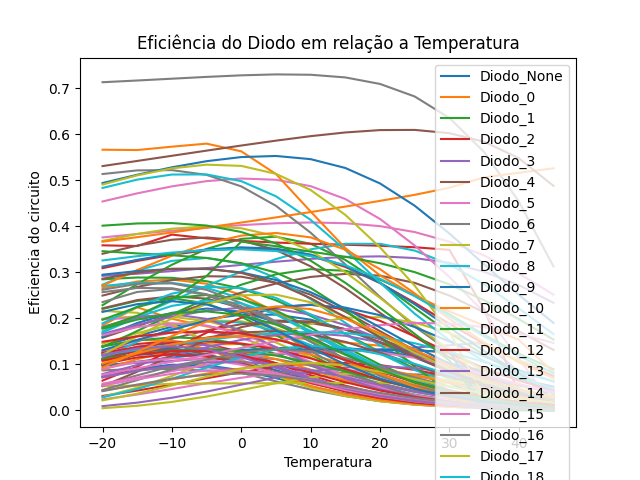 Eficiência do Diodo em relação a Temperatura
Eficiencia do circuito
0.7
0.6
0.5
0.4
0.3
0.2
0.1
0.0
−20
−10
0
10
20
30
40
Temperatura
Diodo_None
Diodo_0
Diodo_1
Diodo_2
Diodo_3
Diodo_4
Diodo_5
Diodo_6
Diodo_7
Diodo_8
Diodo_9
Diodo_10
Diodo_11
Diodo_12
Diodo_13
Diodo_14
Diodo_15
Diodo_16
Diodo_17
Diodo_18